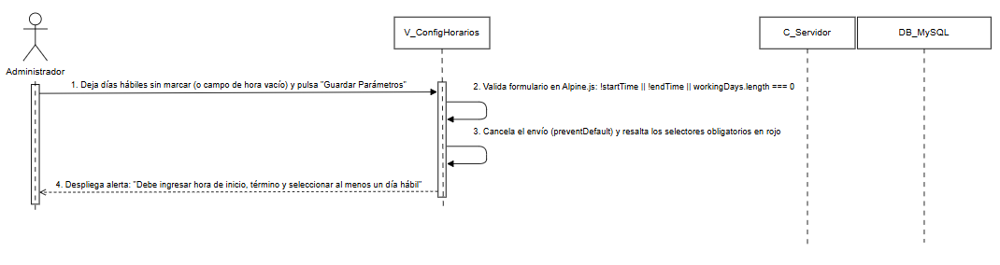 V_ConfigHorarios
C_Servidor
DB_MySQL
Administrador
1. Deja días hábiles sin marcar (o campo de hora vacío) y pulsa "Guardar Parámetros"
2. Valida formulario en Alpine.js: !startTime || !endTime || workingDays.length === 0
3. Cancela el envío (preventDefault) y resalta los selectores obligatorios en rojo
4. Despliega alerta: "Debe ingresar hora de inicio, término y seleccionar al menos un día hábil"